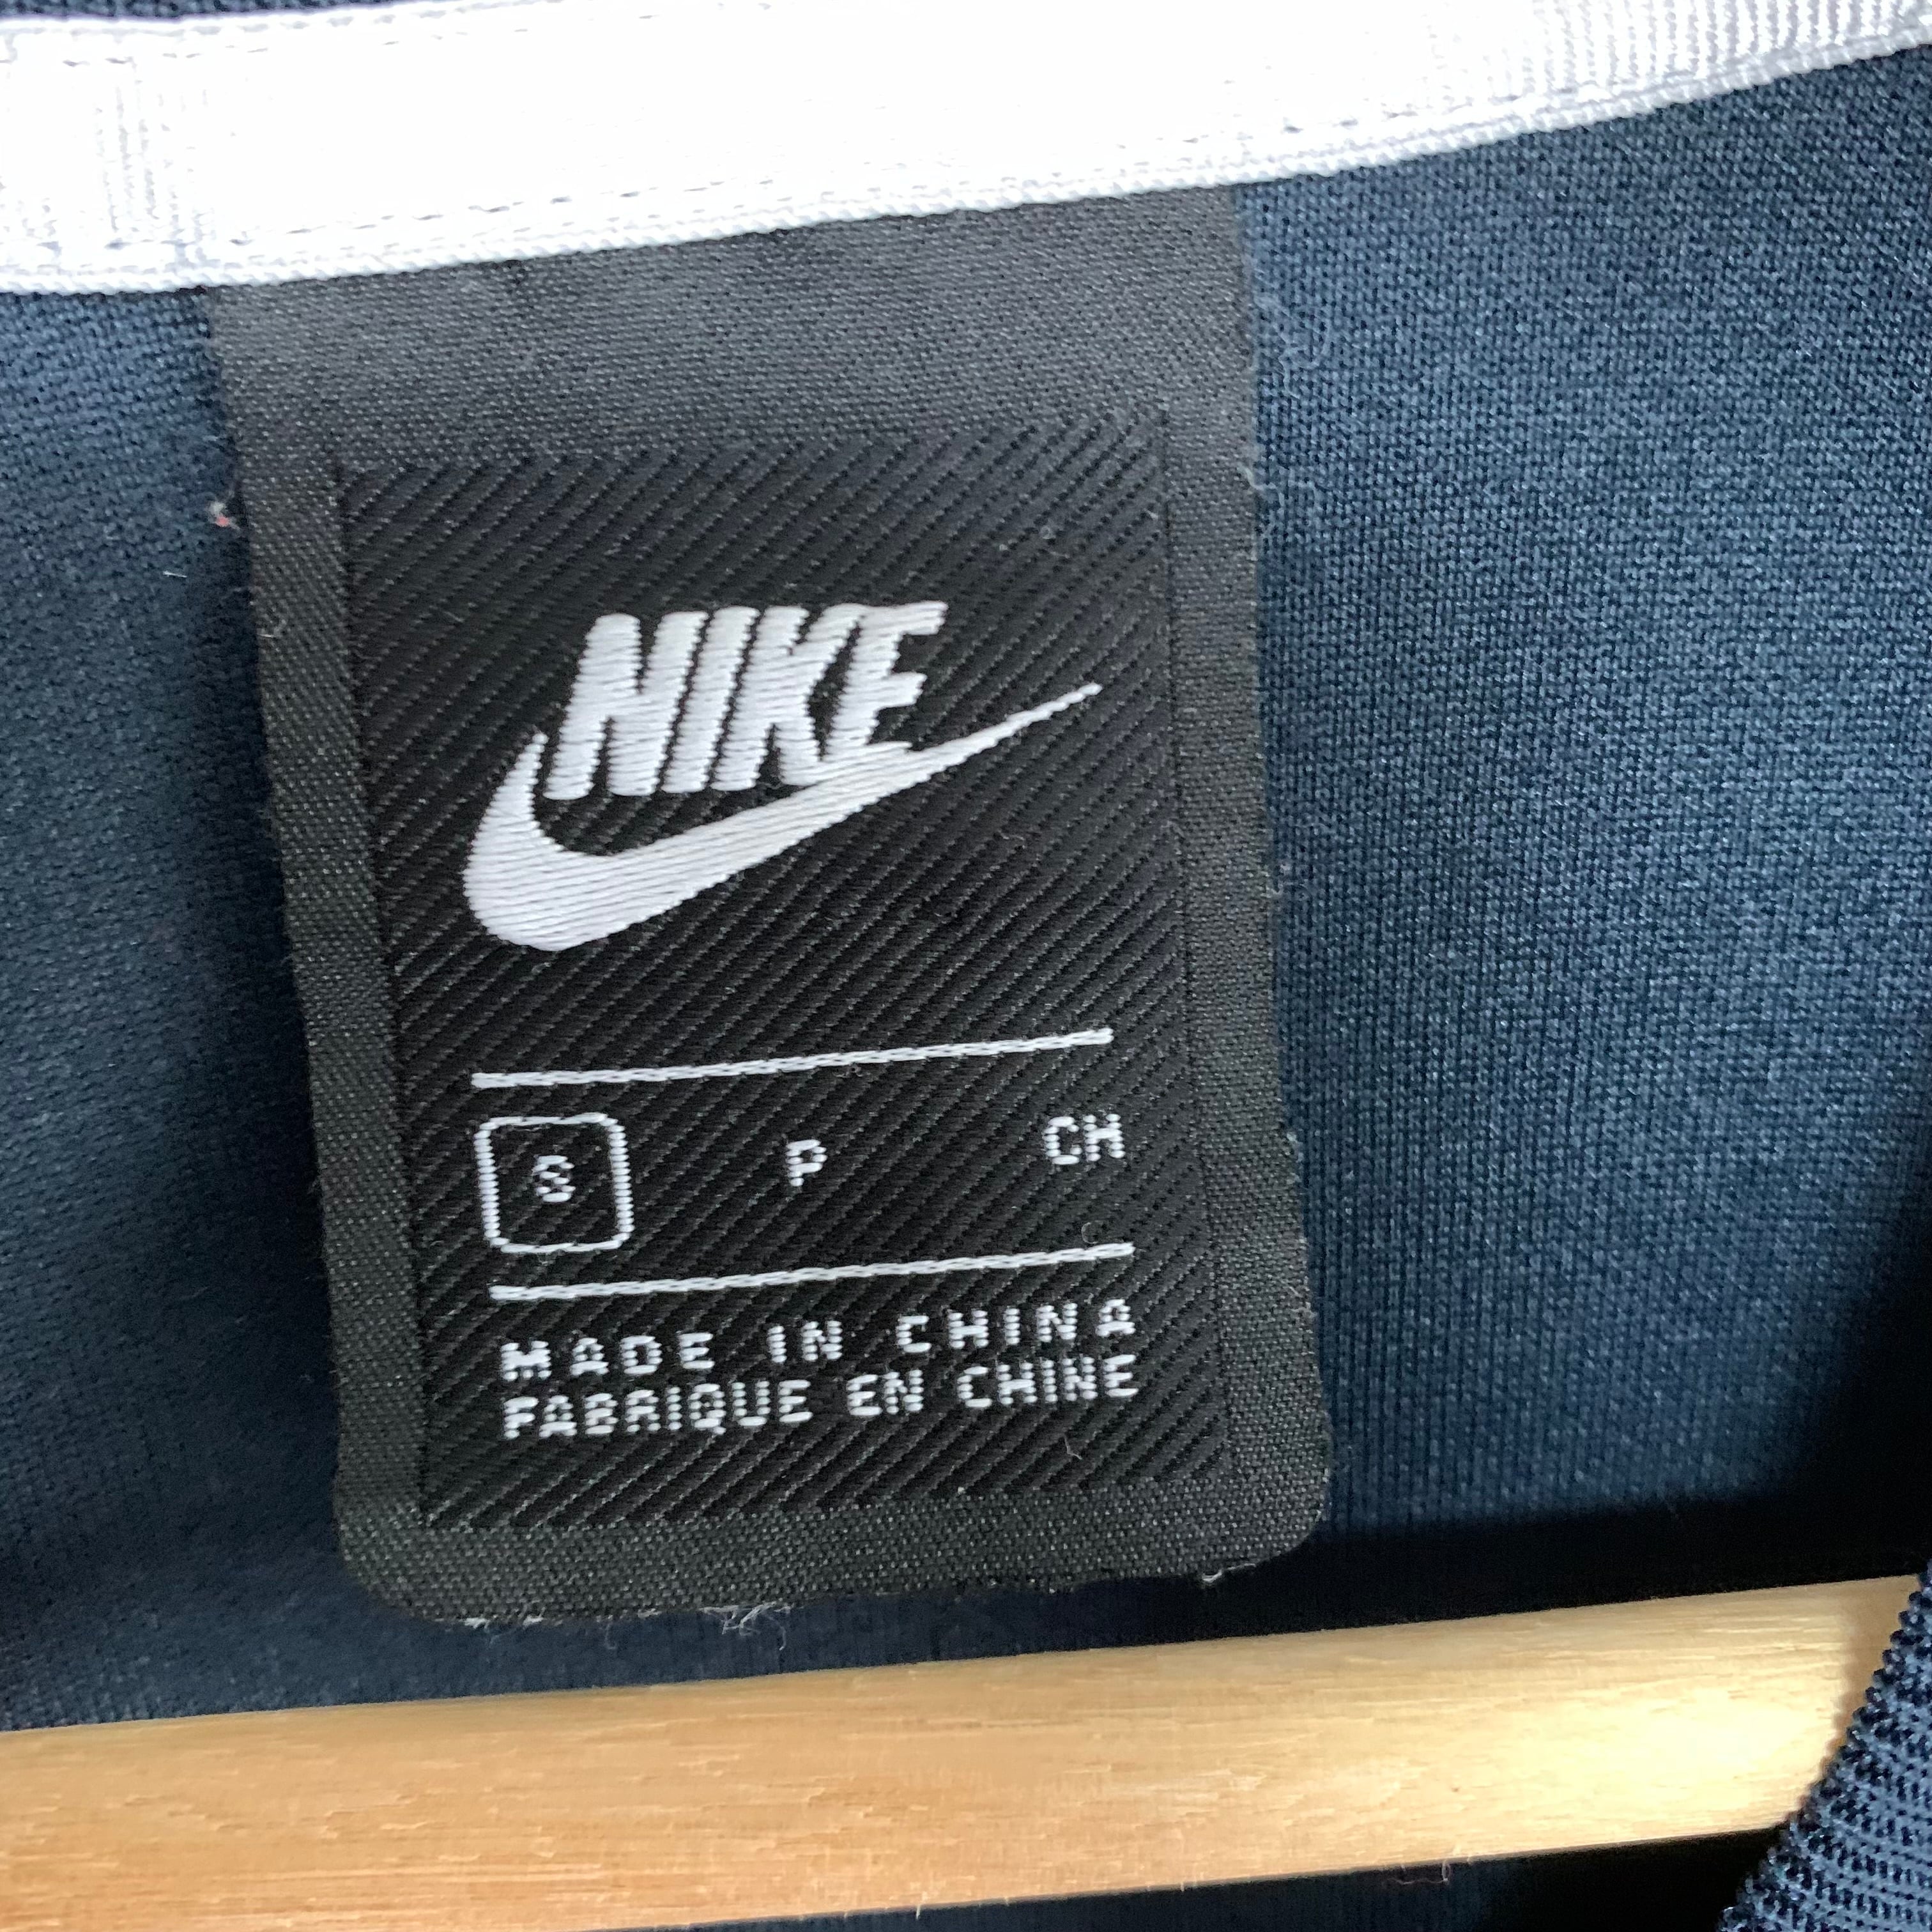 NIKE
S P CH
MADE IN CHINA
FABRIQUE EN CHINE